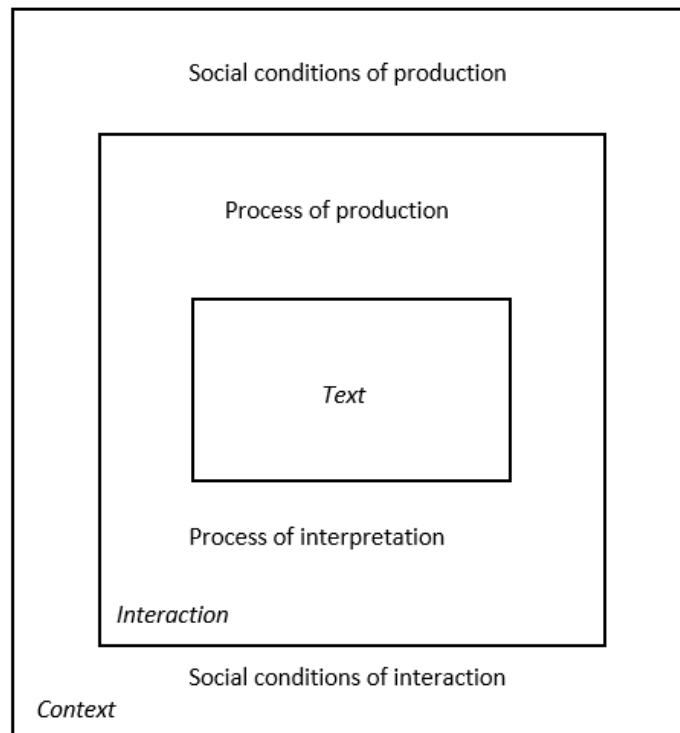 Social conditions of production
Process of production
Text
Process of interpretation
Interaction
Social conditions of interaction
Context